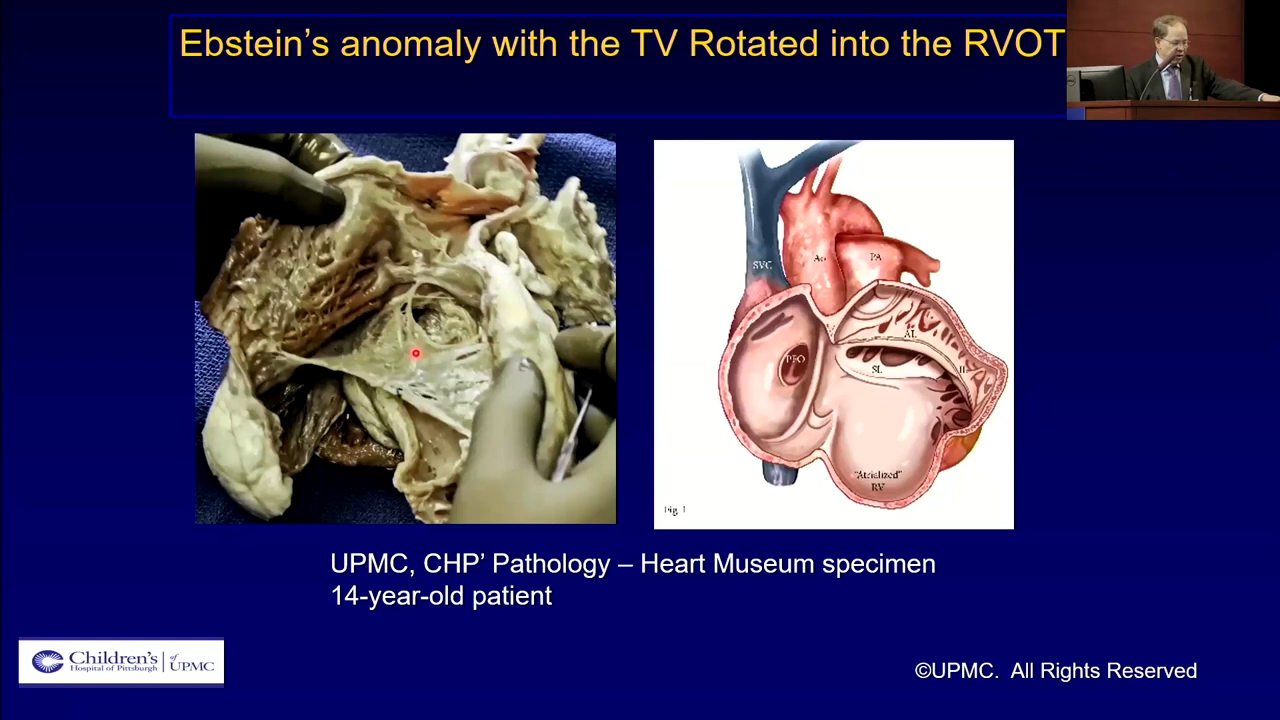 Ebstein's anomaly with the TV Rotated into the RVOT
SVC
Ao
PA
AL
PFO
SL
"Atrialized"
RV
Fig. 1
UPMC, CHP' Pathology – Heart Museum specimen
14-year-old patient
Children's
Hospital of Pittsburgh
of
UPMC
©UPMC. All Rights Reserved